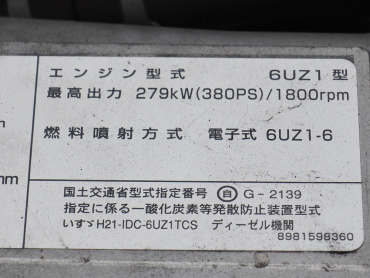 エンジン型式 6UZ1型
最高出力 279kW(380PS)/1800rpm
燃料噴射方式 電子式 6UZ1-6
m
nm
国土交通省型式指定番号 自 G-2139
指定に係る一酸化炭素等発散防止装置型式
いすゞH21-IDC-6UZ1TCS ディーゼル機関
8981598360